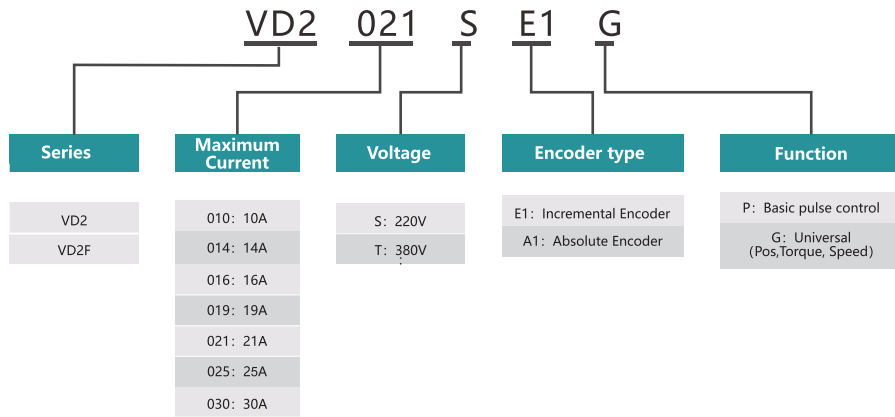 VD2 021 S E1 G
Series
VD2
VD2F
Maximum
Current
010: 10A
014: 14A
016: 16A
019: 19A
021: 21A
025: 25A
030: 30A
Voltage
S: 220V
T: 380V
Encoder type
E1: Incremental Encoder
A1: Absolute Encoder
Function
P: Basic pulse control
G: Universal
(Pos,Torque, Speed)